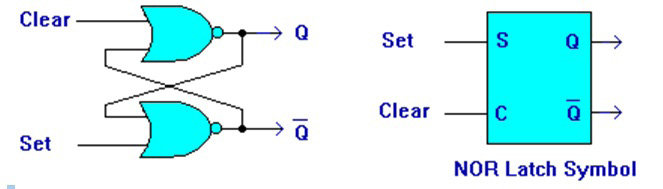 Clear
Q
Q̅
Set
Set
S
Q
Clear
C
Q̅
NOR Latch Symbol